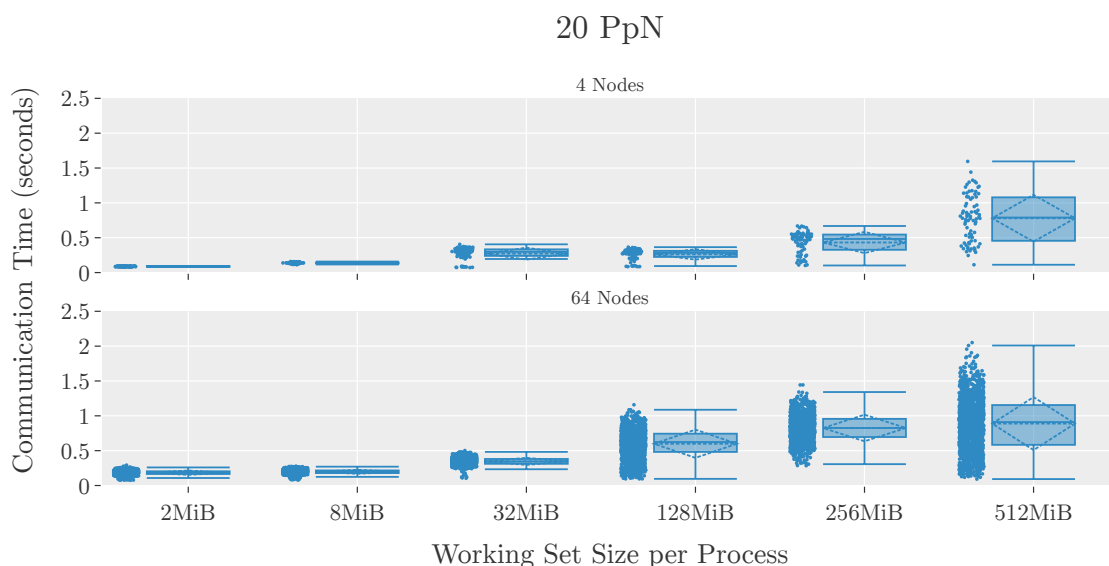 20 PpN
4 Nodes
Communication Time (seconds)
2.5
2
1.5
1
0.5
0
64 Nodes
2.5
2
1.5
1
0.5
0
2MiB 8MiB 32MiB 128MiB 256MiB 512MiB
Working Set Size per Process